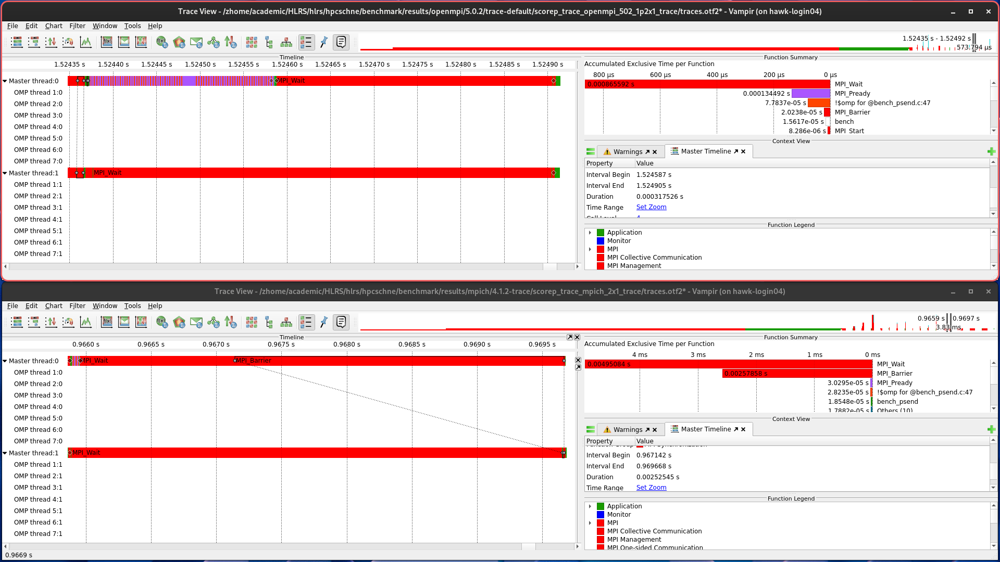 Trace View - /zhome/academic/HLRS/hlrs/hpcschne/benchmark/results/openmpi/5.0.2/trace-default/scorep_trace_openmpi_502_1p2x1_trace/traces.otf2* - Vampir (on hawk-login04)
File Edit Chart Filter Window Tools Help
1.52435 s - 1.52492 s
573.794 µs
Timeline
1.52435 s 1.52440 s 1.52445 s 1.52450 s 1.52455 s 1.52460 s 1.52465 s 1.52470 s 1.52475 s 1.52480 s 1.52485 s 1.52490 s
Master thread:0 MPI_Wait
OMP thread 1:0
OMP thread 2:0
OMP thread 3:0
OMP thread 4:0
OMP thread 5:0
OMP thread 6:0
OMP thread 7:0
Master thread:1 MPI_Wait
OMP thread 1:1
OMP thread 2:1
OMP thread 3:1
OMP thread 4:1
OMP thread 5:1
OMP thread 6:1
OMP thread 7:1
Function Summary
Accumulated Exclusive Time per Function
800 µs 600 µs 400 µs 200 µs 0 µs
0.000865592 s MPI_Wait
0.000134492 s MPI_Pready
7.7837e-05 s !$omp for @bench_psend.c:47
2.0238e-05 s MPI_Barrier
1.5617e-05 s bench
8.286e-06 s MPI_Start
Context View
Warnings Master Timeline
Property Value
Interval Begin 1.524587 s
Interval End 1.524905 s
Duration 0.000317526 s
Time Range Set Zoom
Call Level 4
Function Legend
Application
Monitor
MPI
MPI Collective Communication
MPI Management
Trace View - /zhome/academic/HLRS/hlrs/hpcschne/benchmark/results/mpich/4.1.2-trace/scorep_trace_mpich_2x1_trace/traces.otf2* - Vampir (on hawk-login04)
File Edit Chart Filter Window Tools Help
0.9659 s 0.9697 s
3.83 ms
Timeline
0.9660 s 0.9665 s 0.9670 s 0.9675 s 0.9680 s 0.9685 s 0.9690 s 0.9695 s
Master thread:0 MPI_Wait MPI_Barrier
OMP thread 1:0
OMP thread 2:0
OMP thread 3:0
OMP thread 4:0
OMP thread 5:0
OMP thread 6:0
OMP thread 7:0
Master thread:1 MPI_Wait
OMP thread 1:1
OMP thread 2:1
OMP thread 3:1
OMP thread 4:1
OMP thread 5:1
OMP thread 6:1
OMP thread 7:1
0.9669 s
Function Summary
Accumulated Exclusive Time per Function
4 ms 3 ms 2 ms 1 ms 0 ms
0.00495084 s MPI_Wait
0.00257858 s MPI_Barrier
3.0295e-05 s MPI_Pready
2.8235e-05 s !$omp for @bench_psend.c:47
1.8548e-05 s bench_psend
1.7882e-05 s Others (10)
Context View
Warnings Master Timeline
Property Value
Function Group MPI Synchronization
Interval Begin 0.967142 s
Interval End 0.969668 s
Duration 0.00252545 s
Time Range Set Zoom
Function Legend
Application
Monitor
MPI
MPI Collective Communication
MPI Management
MPI One-sided Communication